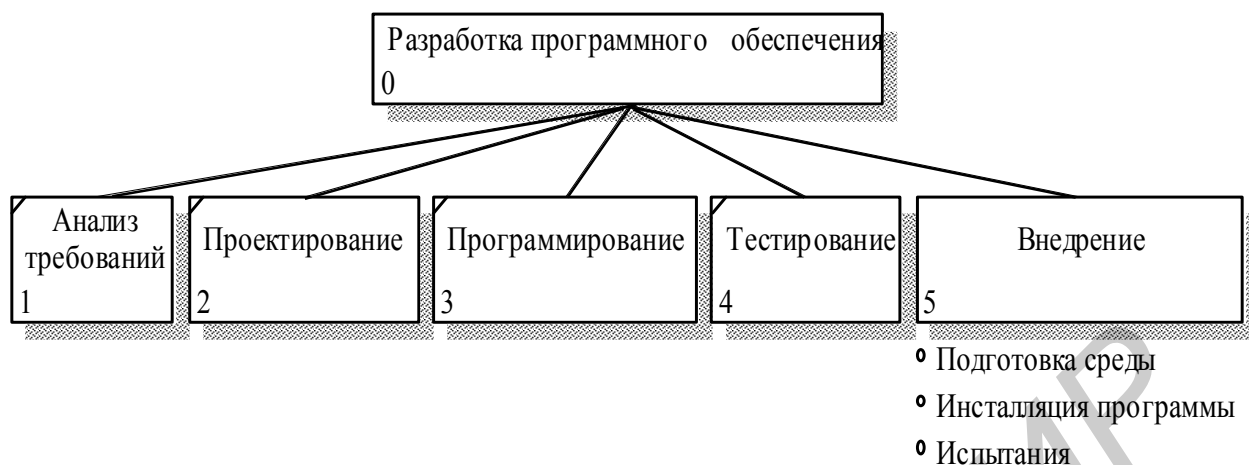 Разработка программного обеспечения
0
Анализ
требований
1
Проектирование
2
Программирование
3
Тестирование
4
Внедрение
5
Подготовка среды
Инсталляция программы
Испытания